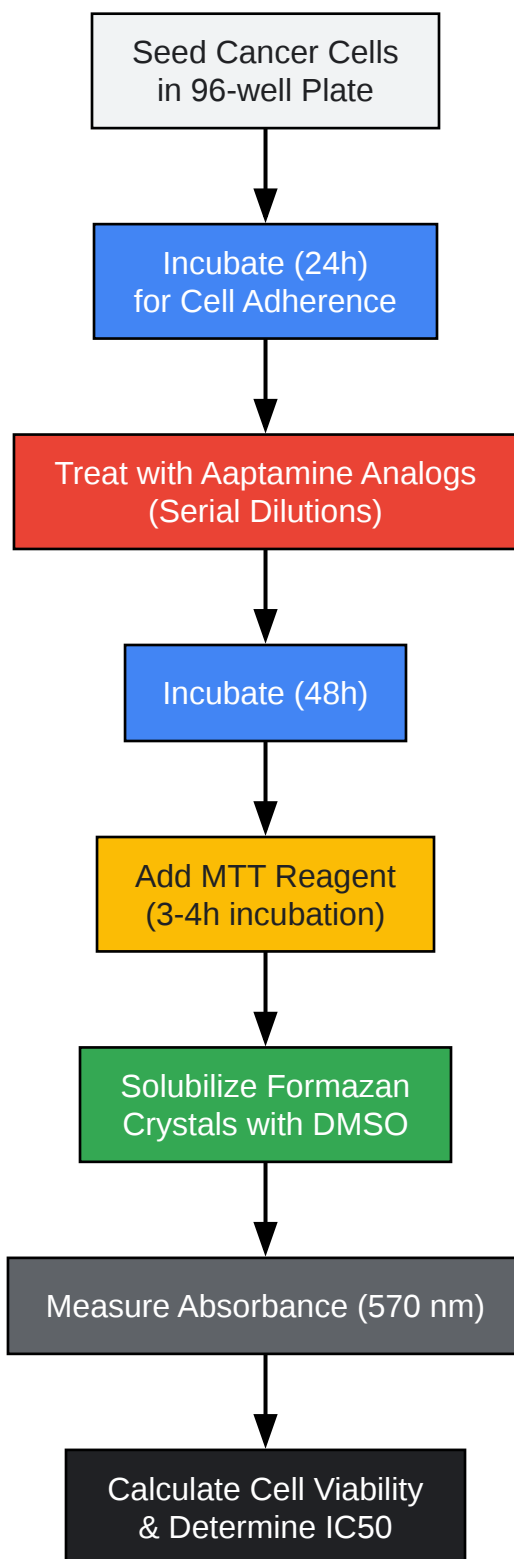 Seed Cancer Cells
in 96-well Plate
Incubate (24h)
for Cell Adherence
Treat with Aaptamine Analogs
(Serial Dilutions)
Incubate (48h)
Add MTT Reagent
(3-4h incubation)
Solubilize Formazan
Crystals with DMSO
Measure Absorbance (570 nm)
Calculate Cell Viability
& Determine IC50